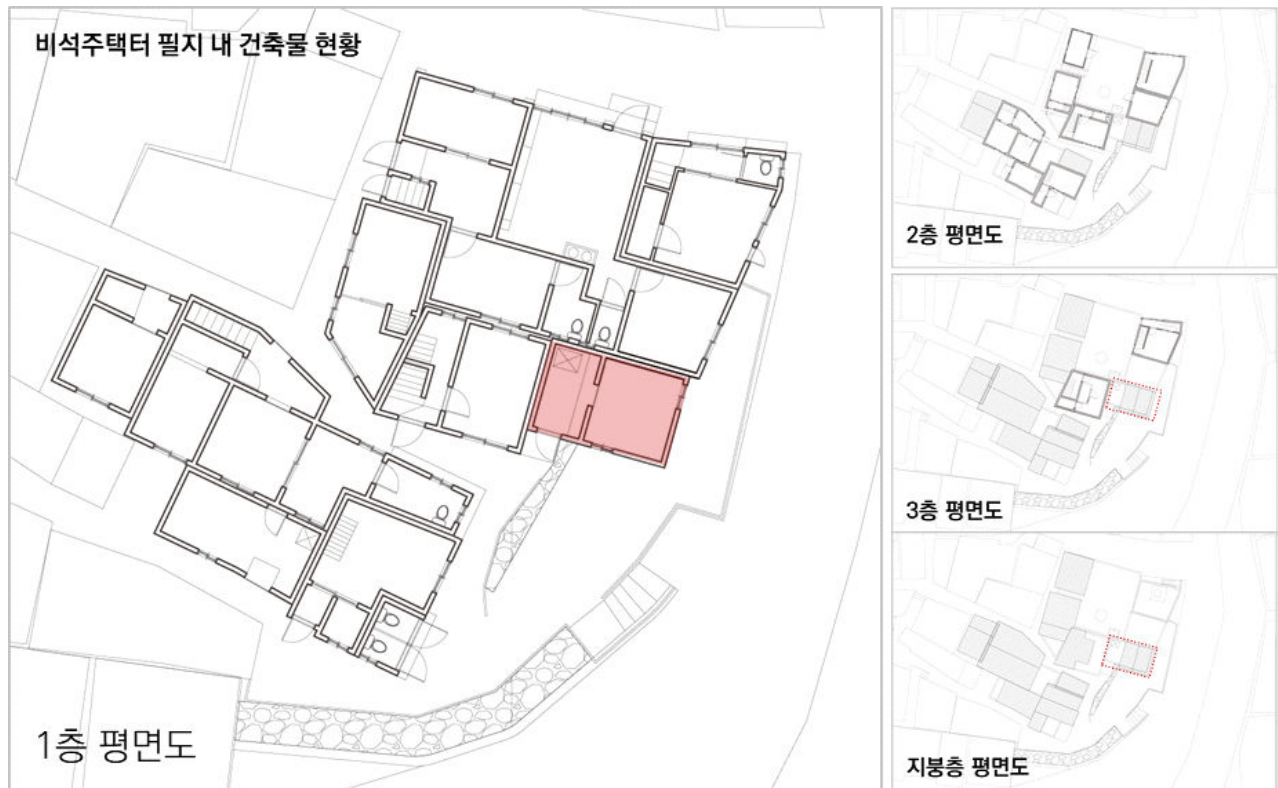 비석주택터 필지 내 건축물 현황
1층 평면도
2층 평면도
3층 평면도
지붕층 평면도